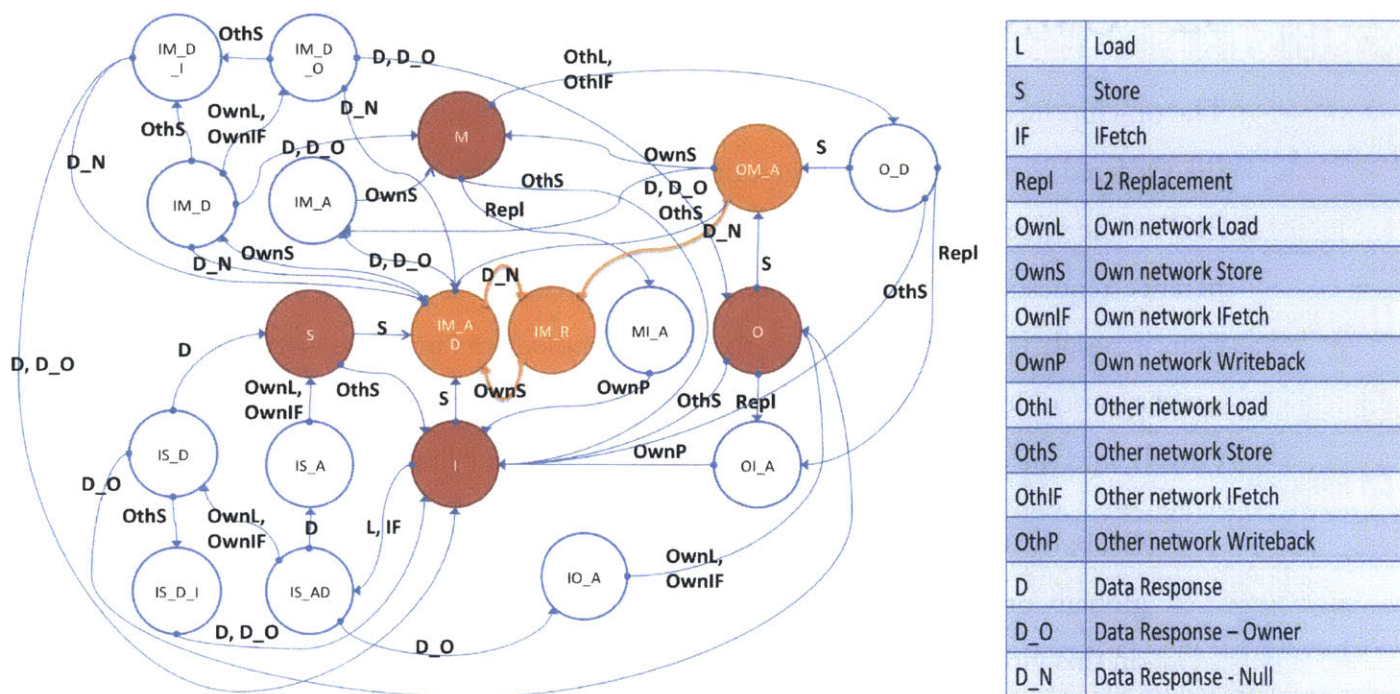 IM_D
_I
OthS
IM_D
_O
D, D_O
OthL,
OthIF
OwnL,
OwnIF
OthS
D_N
M
D_N
D, D_O
OwnS
OM_A
S
O_D
IM_D
IM_A
OwnS
OthS
D, D_O
OthS
Repl
D_N
Repl
OwnS
D_N
D, D_O
D_N
S
OthS
S
S
IM_A
D
IM_R
MI_A
O
D
D, D_O
OwnL,
OwnIF
OthS
S
OwnS
OwnP
OthS
Repl
IS_D
IS_A
I
OwnP
OI_A
D_O
OthS
OwnL,
OwnIF
D
L, IF
OwnL,
OwnIF
IS_D_I
IS_AD
IO_A
D, D_O
D_O
L Load
S Store
IF IFetch
Repl L2 Replacement
OwnL Own network Load
OwnS Own network Store
OwnIF Own network IFetch
OwnP Own network Writeback
OthL Other network Load
OthS Other network Store
OthIF Other network IFetch
OthP Other network Writeback
D Data Response
D_O Data Response – Owner
D_N Data Response - Null